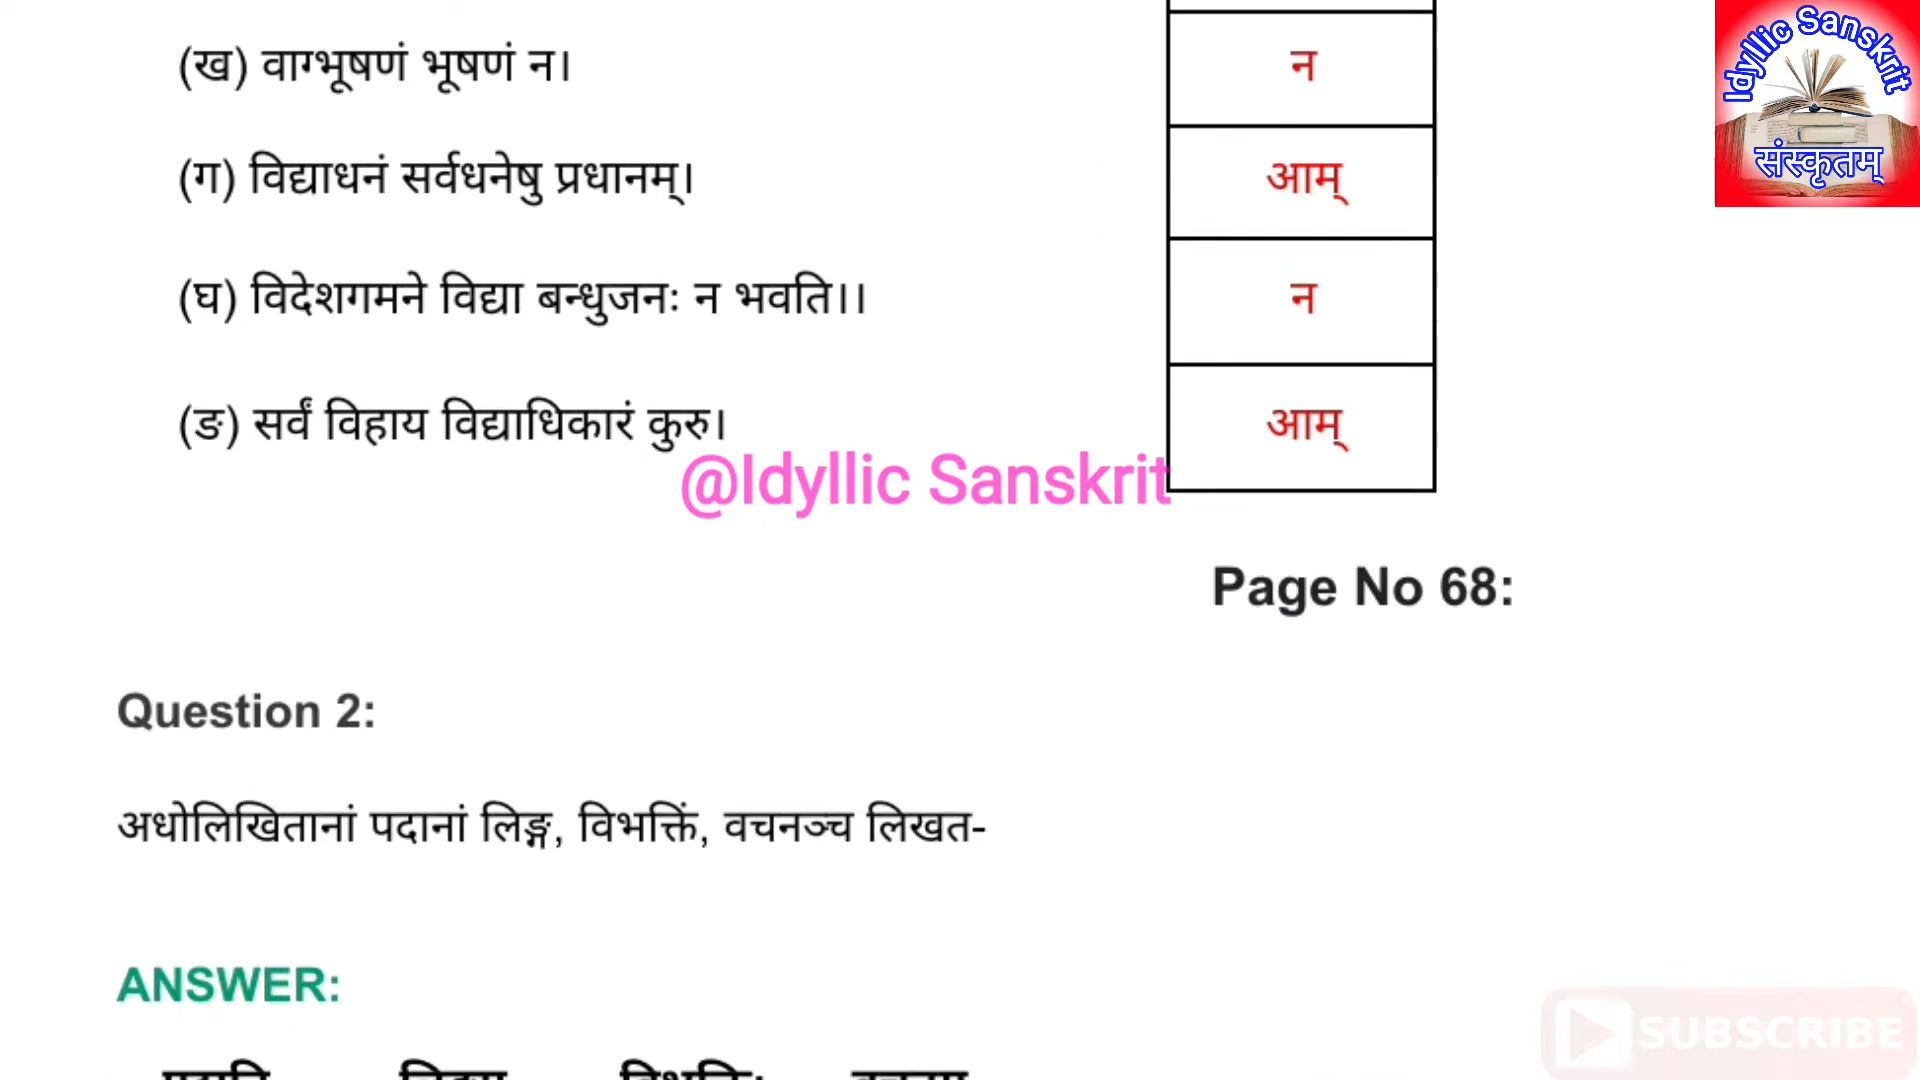 Idyllic Sanskrit
संस्कृतम्
(ख) वाग्भूषणं भूषणं न। न
(ग) विद्याधनं सर्वधनेषु प्रधानम्। आम्
(घ) विदेशगमने विद्या बन्धुजनः न भवति।। न
(ङ) सर्वं विहाय विद्याधिकारं कुरु। आम्
@Idyllic Sanskrit
Page No 68:
Question 2:
अधोलिखितानां पदानां लिङ्ग, विभक्तिं, वचनञ्च लिखत-
ANSWER:
SUBSCRIBE